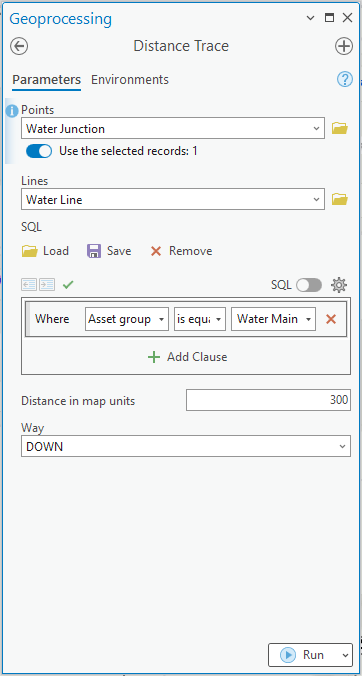 Geoprocessing
Distance Trace
Parameters Environments
Points
Water Junction
Use the selected records: 1
Lines
Water Line
SQL
Load Save Remove
SQL
Where Asset group is equa Water Main
Add Clause
Distance in map units 300
Way
DOWN
Run